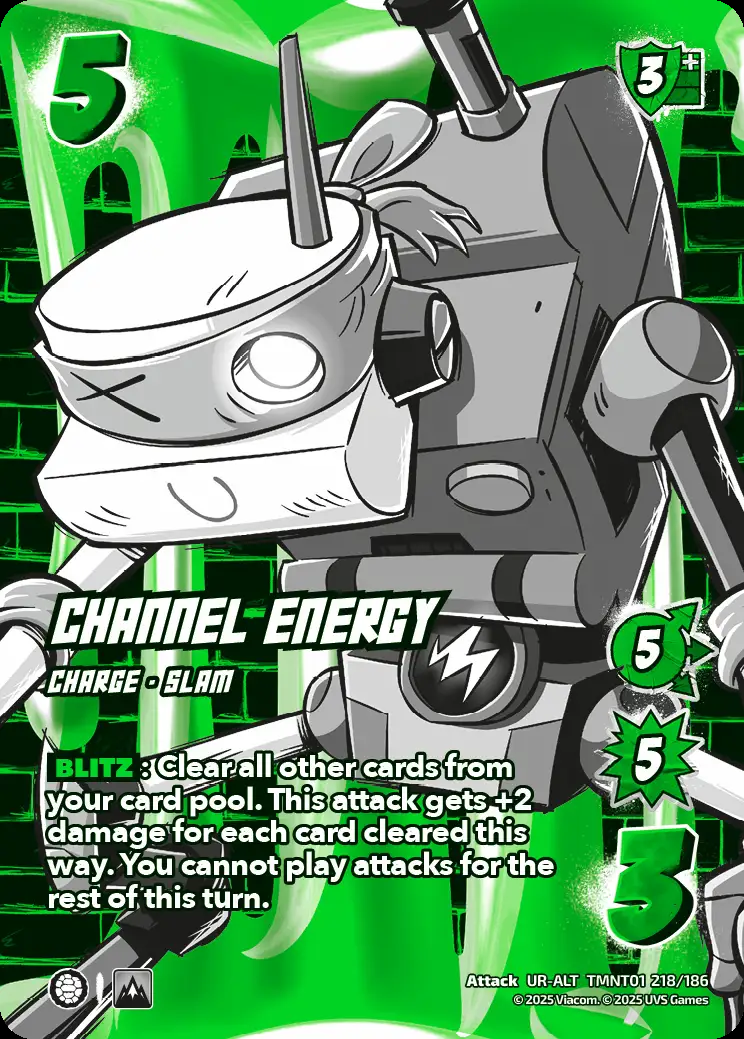 5
3
+
CHANNEL ENERGY
CHARGE • SLAM
5
5
3
BLITZ : Clear all other cards from
your card pool. This attack gets +2
damage for each card cleared this
way. You cannot play attacks for the
rest of this turn.
Attack UR-ALT TMNT01 218/186
© 2025 Viacom. © 2025 UVS Games